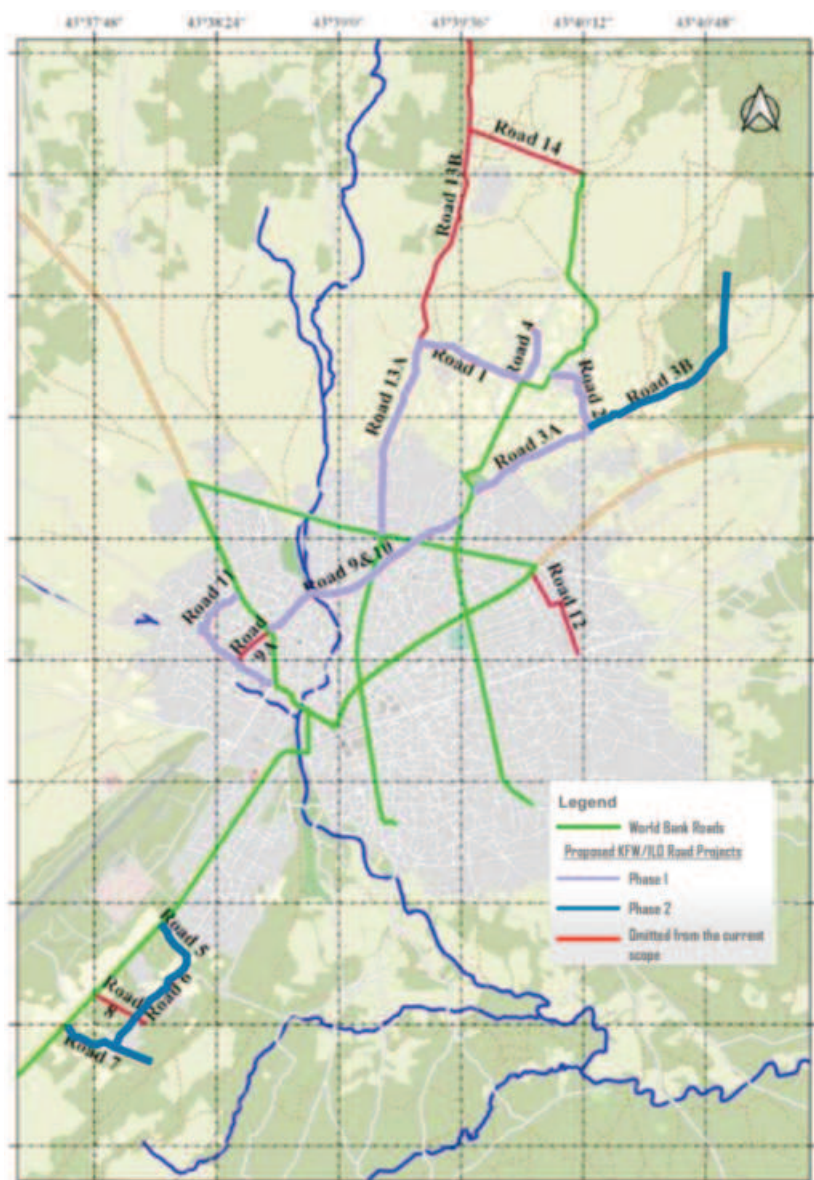 43°37'48"
43°38'24"
43°39'0"
43°39'36"
43°40'12"
43°40'48"
Road 14
Road 13B
Road 4
Road 1
Road 13A
Road 2
Road 3B
Road 3A
Road 9&10
Road 11
Road
9A
Road 12
Legend
World Bank Roads
Proposed KFW/ILO Road Projects
Phase 1
Phase 2
Omitted from the current
scope
Road 5
Road 6
Road
8
Road 7